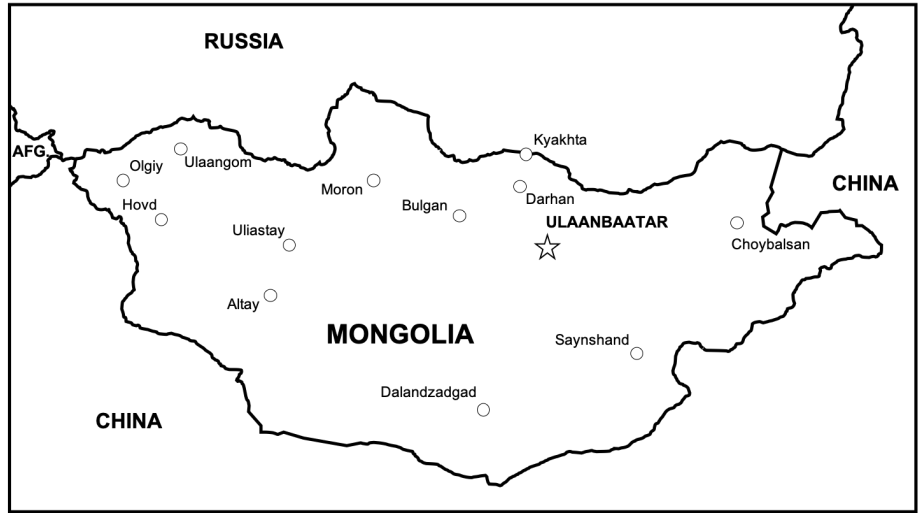 RUSSIA
Kyakhta
AFG.
Olgiy
Ulaangom
CHINA
Moron
Darhan
Hovd
Bulgan
ULAANBAATAR
Uliastay
Choybalsan
Altay
MONGOLIA
Saynshand
Dalandzadgad
CHINA